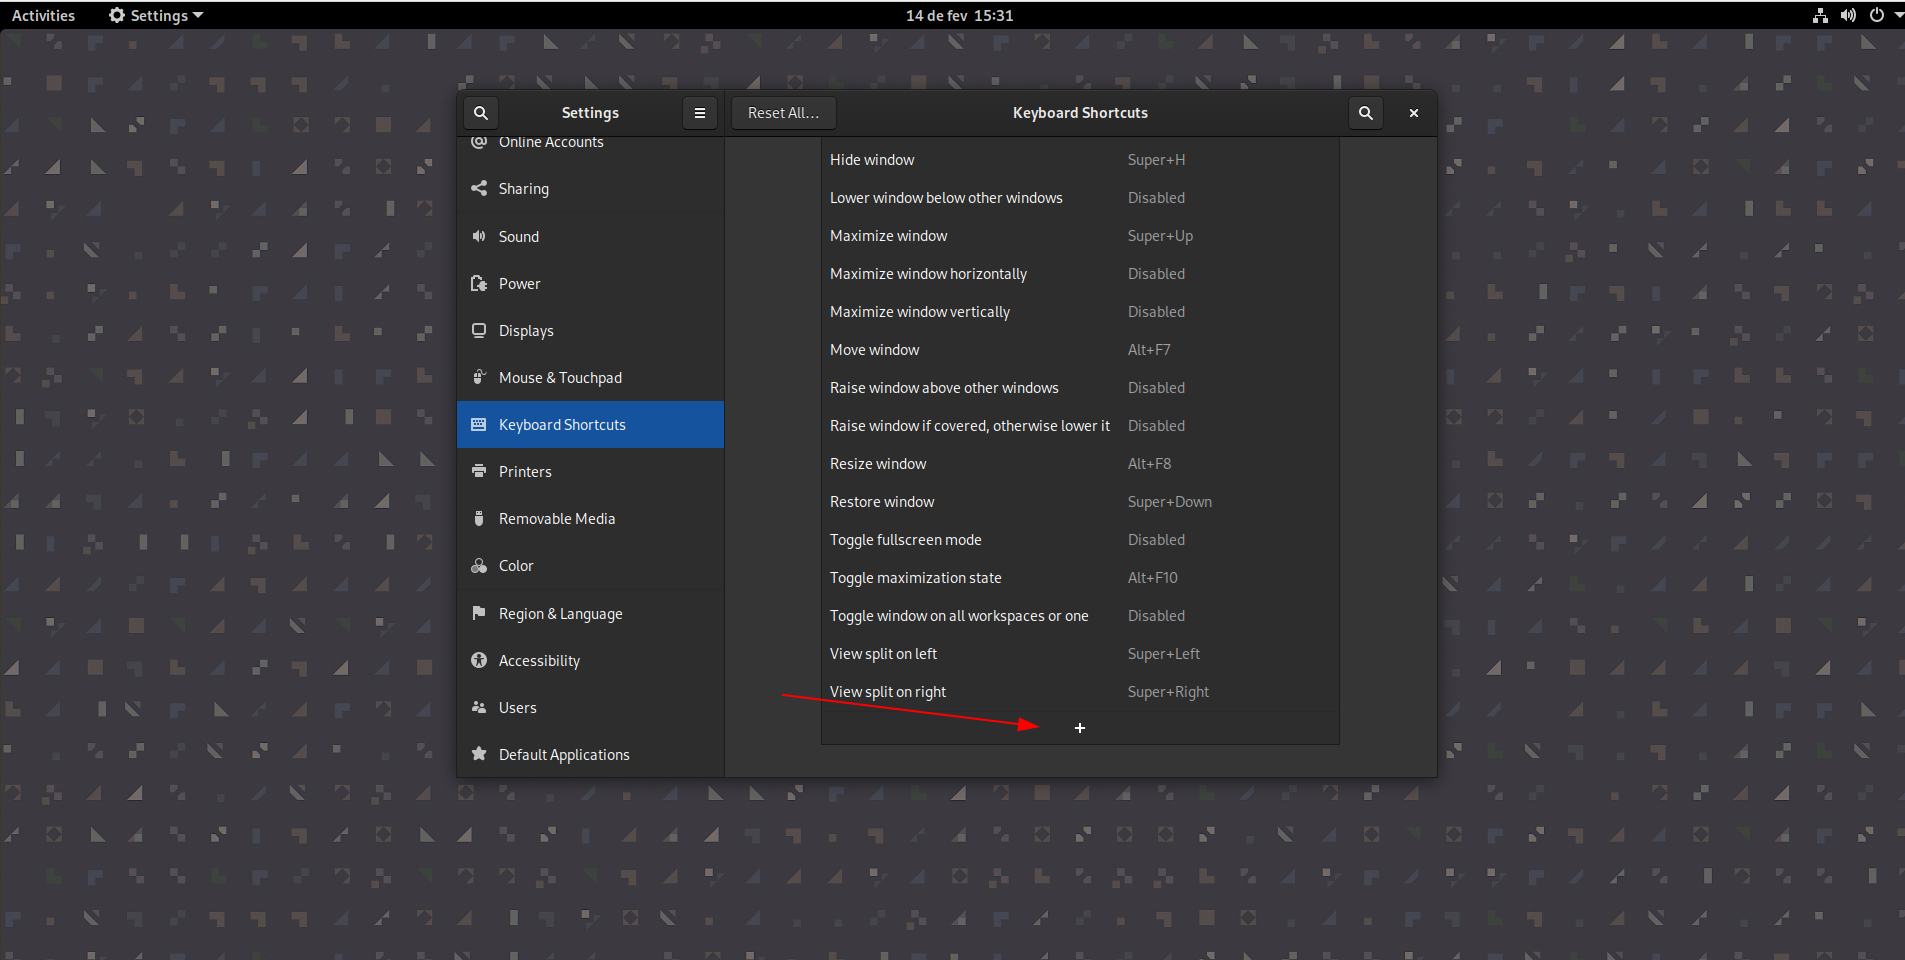 Activities
Settings
14 de fev 15:31
Settings
Reset All...
Keyboard Shortcuts
Online Accounts
Sharing
Sound
Power
Displays
Mouse & Touchpad
Keyboard Shortcuts
Printers
Removable Media
Color
Region & Language
Accessibility
Users
Default Applications
Hide window Super+H
Lower window below other windows Disabled
Maximize window Super+Up
Maximize window horizontally Disabled
Maximize window vertically Disabled
Move window Alt+F7
Raise window above other windows Disabled
Raise window if covered, otherwise lower it Disabled
Resize window Alt+F8
Restore window Super+Down
Toggle fullscreen mode Disabled
Toggle maximization state Alt+F10
Toggle window on all workspaces or one Disabled
View split on left Super+Left
View split on right Super+Right
+